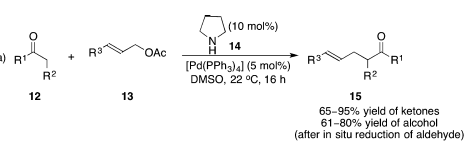 a)
O
R1
R2
12
+
R3
OAc
13
N
H
14
(10 mol%)
[Pd(PPh3)4] (5 mol%)
DMSO, 22 ºC, 16 h
R3
O
R1
R2
15
65–95% yield of ketones
61–80% yield of alcohol
(after in situ reduction of aldehyde)